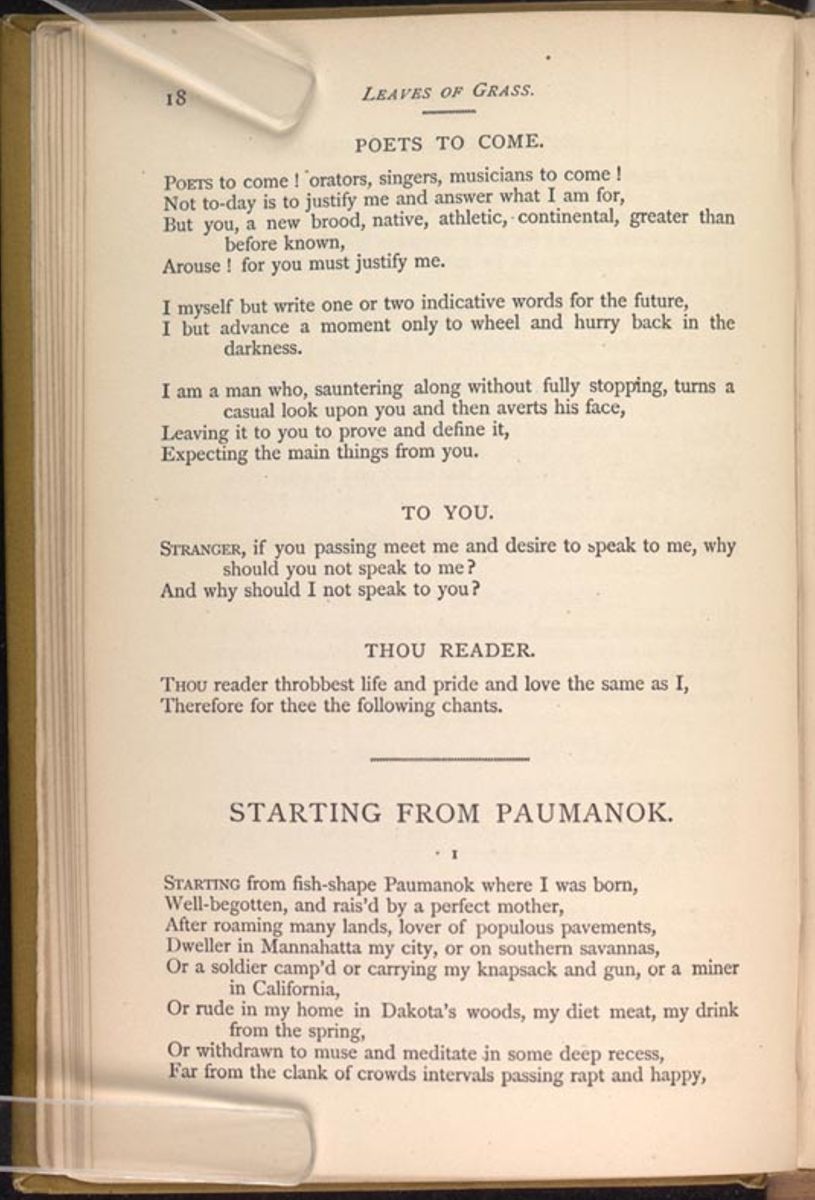 18
LEAVES OF GRASS.
POETS TO COME.
POETS to come ! orators, singers, musicians to come !
Not to-day is to justify me and answer what I am for,
But you, a new brood, native, athletic, continental, greater than
before known,
Arouse ! for you must justify me.
I myself but write one or two indicative words for the future,
I but advance a moment only to wheel and hurry back in the
darkness.
I am a man who, sauntering along without fully stopping, turns a
casual look upon you and then averts his face,
Leaving it to you to prove and define it,
Expecting the main things from you.
TO YOU.
STRANGER, if you passing meet me and desire to speak to me, why
should you not speak to me?
And why should I not speak to you?
THOU READER.
THOU reader throbbest life and pride and love the same as I,
Therefore for thee the following chants.
STARTING FROM PAUMANOK.
1
STARTING from fish-shape Paumanok where I was born,
Well-begotten, and rais'd by a perfect mother,
After roaming many lands, lover of populous pavements,
Dweller in Mannahatta my city, or on southern savannas,
Or a soldier camp'd or carrying my knapsack and gun, or a miner
in California,
Or rude in my home in Dakota's woods, my diet meat, my drink
from the spring,
Or withdrawn to muse and meditate in some deep recess,
Far from the clank of crowds intervals passing rapt and happy,